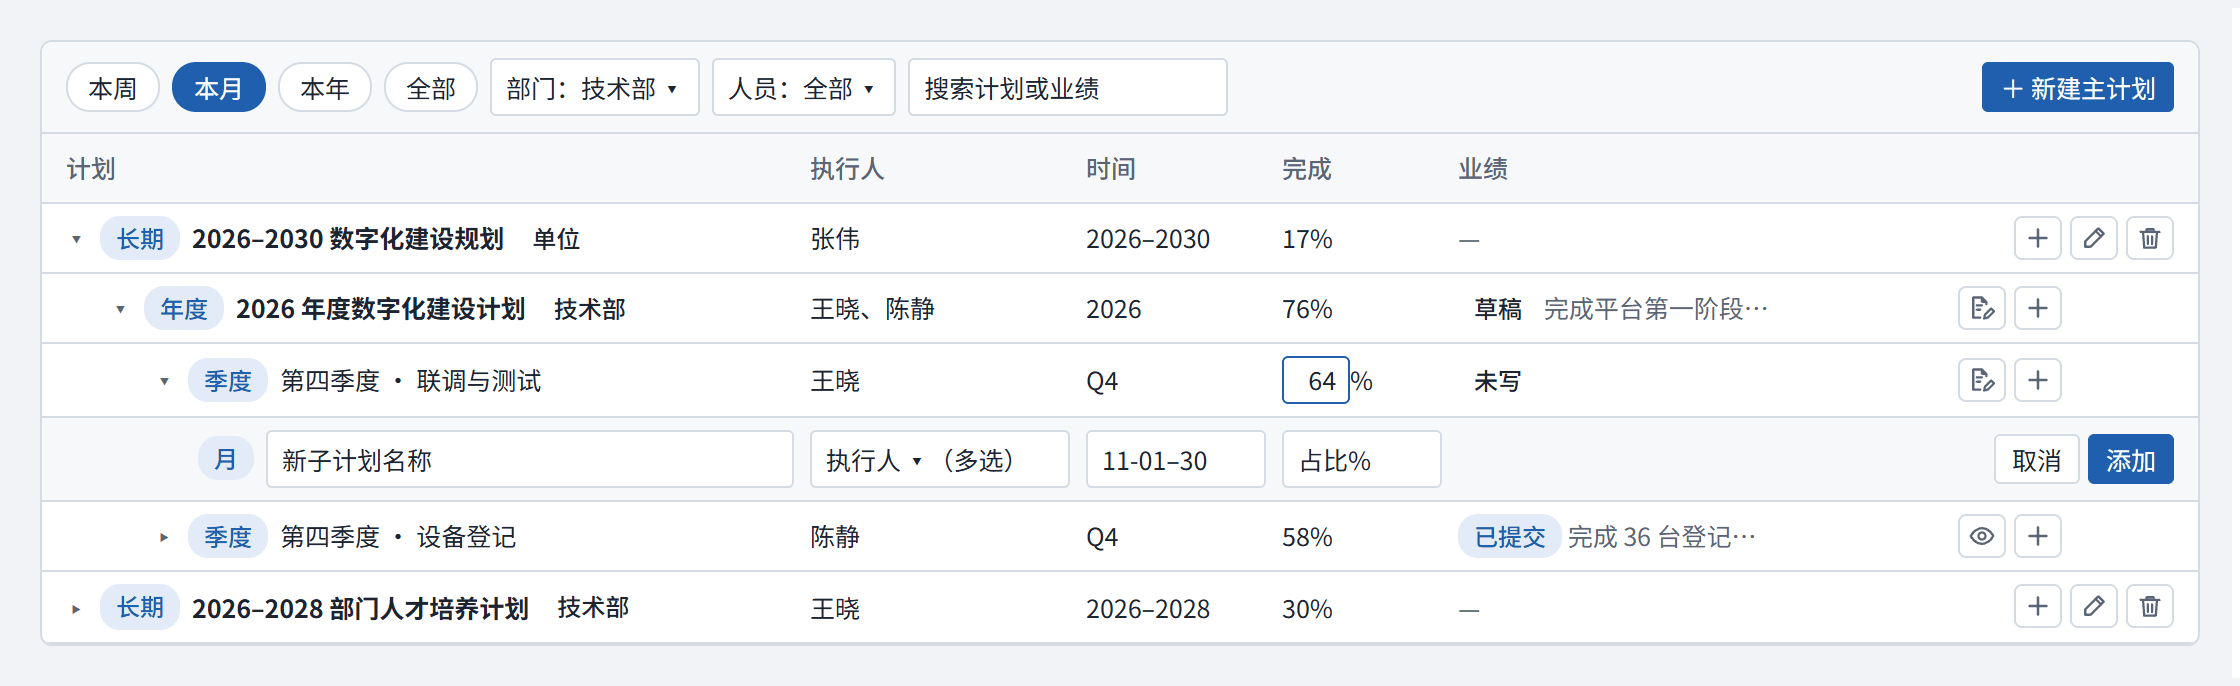 本周 本月 本年 全部 部门：技术部 ▾ 人员：全部 ▾ 搜索计划或业绩 ＋ 新建主计划
计划 执行人 时间 完成 业绩
▾ 长期 2026–2030 数字化建设规划 单位 张伟 2026–2030 17% —
▾ 年度 2026 年度数字化建设计划 技术部 王晓、陈静 2026 76% 草稿 完成平台第一阶段…
▾ 季度 第四季度 · 联调与测试 王晓 Q4 64 % 未写
月 新子计划名称 执行人 ▾ （多选） 11-01–30 占比% 取消 添加
▸ 季度 第四季度 · 设备登记 陈静 Q4 58% 已提交 完成 36 台登记…
▸ 长期 2026–2028 部门人才培养计划 技术部 王晓 2026–2028 30% —